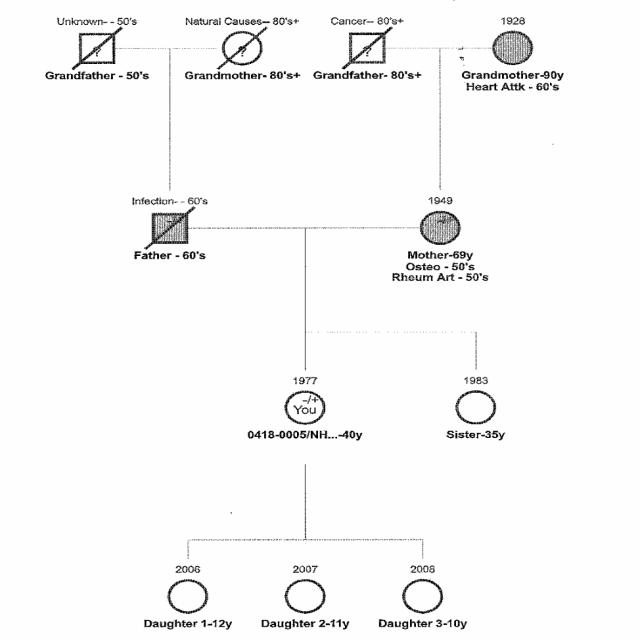 Unknown- - 50's
Natural Causes-- 80's+
Cancer-- 80's+
1928
?
?
?
Grandfather - 50's
Grandmother- 80's+
Grandfather- 80's+
Grandmother-90y
Heart Attk - 60's
Infection- - 60's
1949
Father - 60's
Mother-69y
Osteo - 50's
Rheum Art - 50's
1977
1983
-/+
You
0418-0005/NH...-40y
Sister-35y
2006
2007
2008
Daughter 1-12y
Daughter 2-11y
Daughter 3-10y